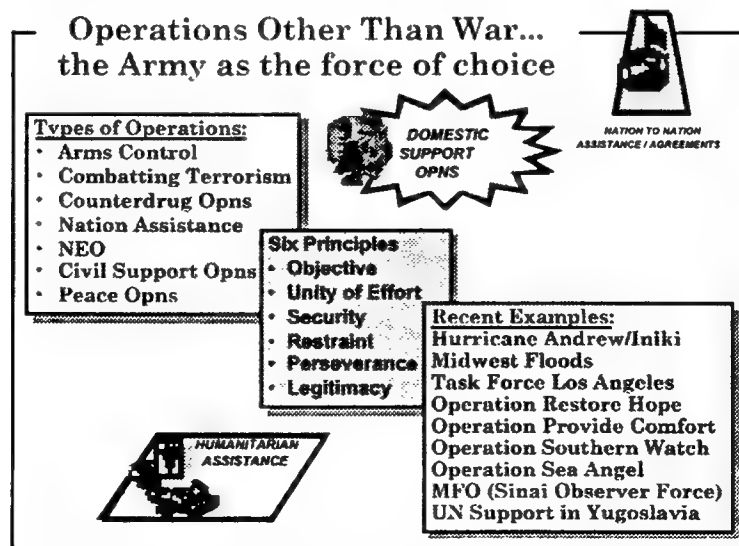 Operations Other Than War...
the Army as the force of choice
NATION TO NATION
ASSISTANCE / AGREEMENTS
DOMESTIC
SUPPORT
OPNS
Types of Operations:
· Arms Control
· Combatting Terrorism
· Counterdrug Opns
· Nation Assistance
· NEO
· Civil Support Opns
· Peace Opns
Six Principles
· Objective
· Unity of Effort
· Security
· Restraint
· Perseverance
· Legitimacy
Recent Examples:
Hurricane Andrew/Iniki
Midwest Floods
Task Force Los Angeles
Operation Restore Hope
Operation Provide Comfort
Operation Southern Watch
Operation Sea Angel
MFO (Sinai Observer Force)
UN Support in Yugoslavia
HUMANITARIAN
ASSISTANCE